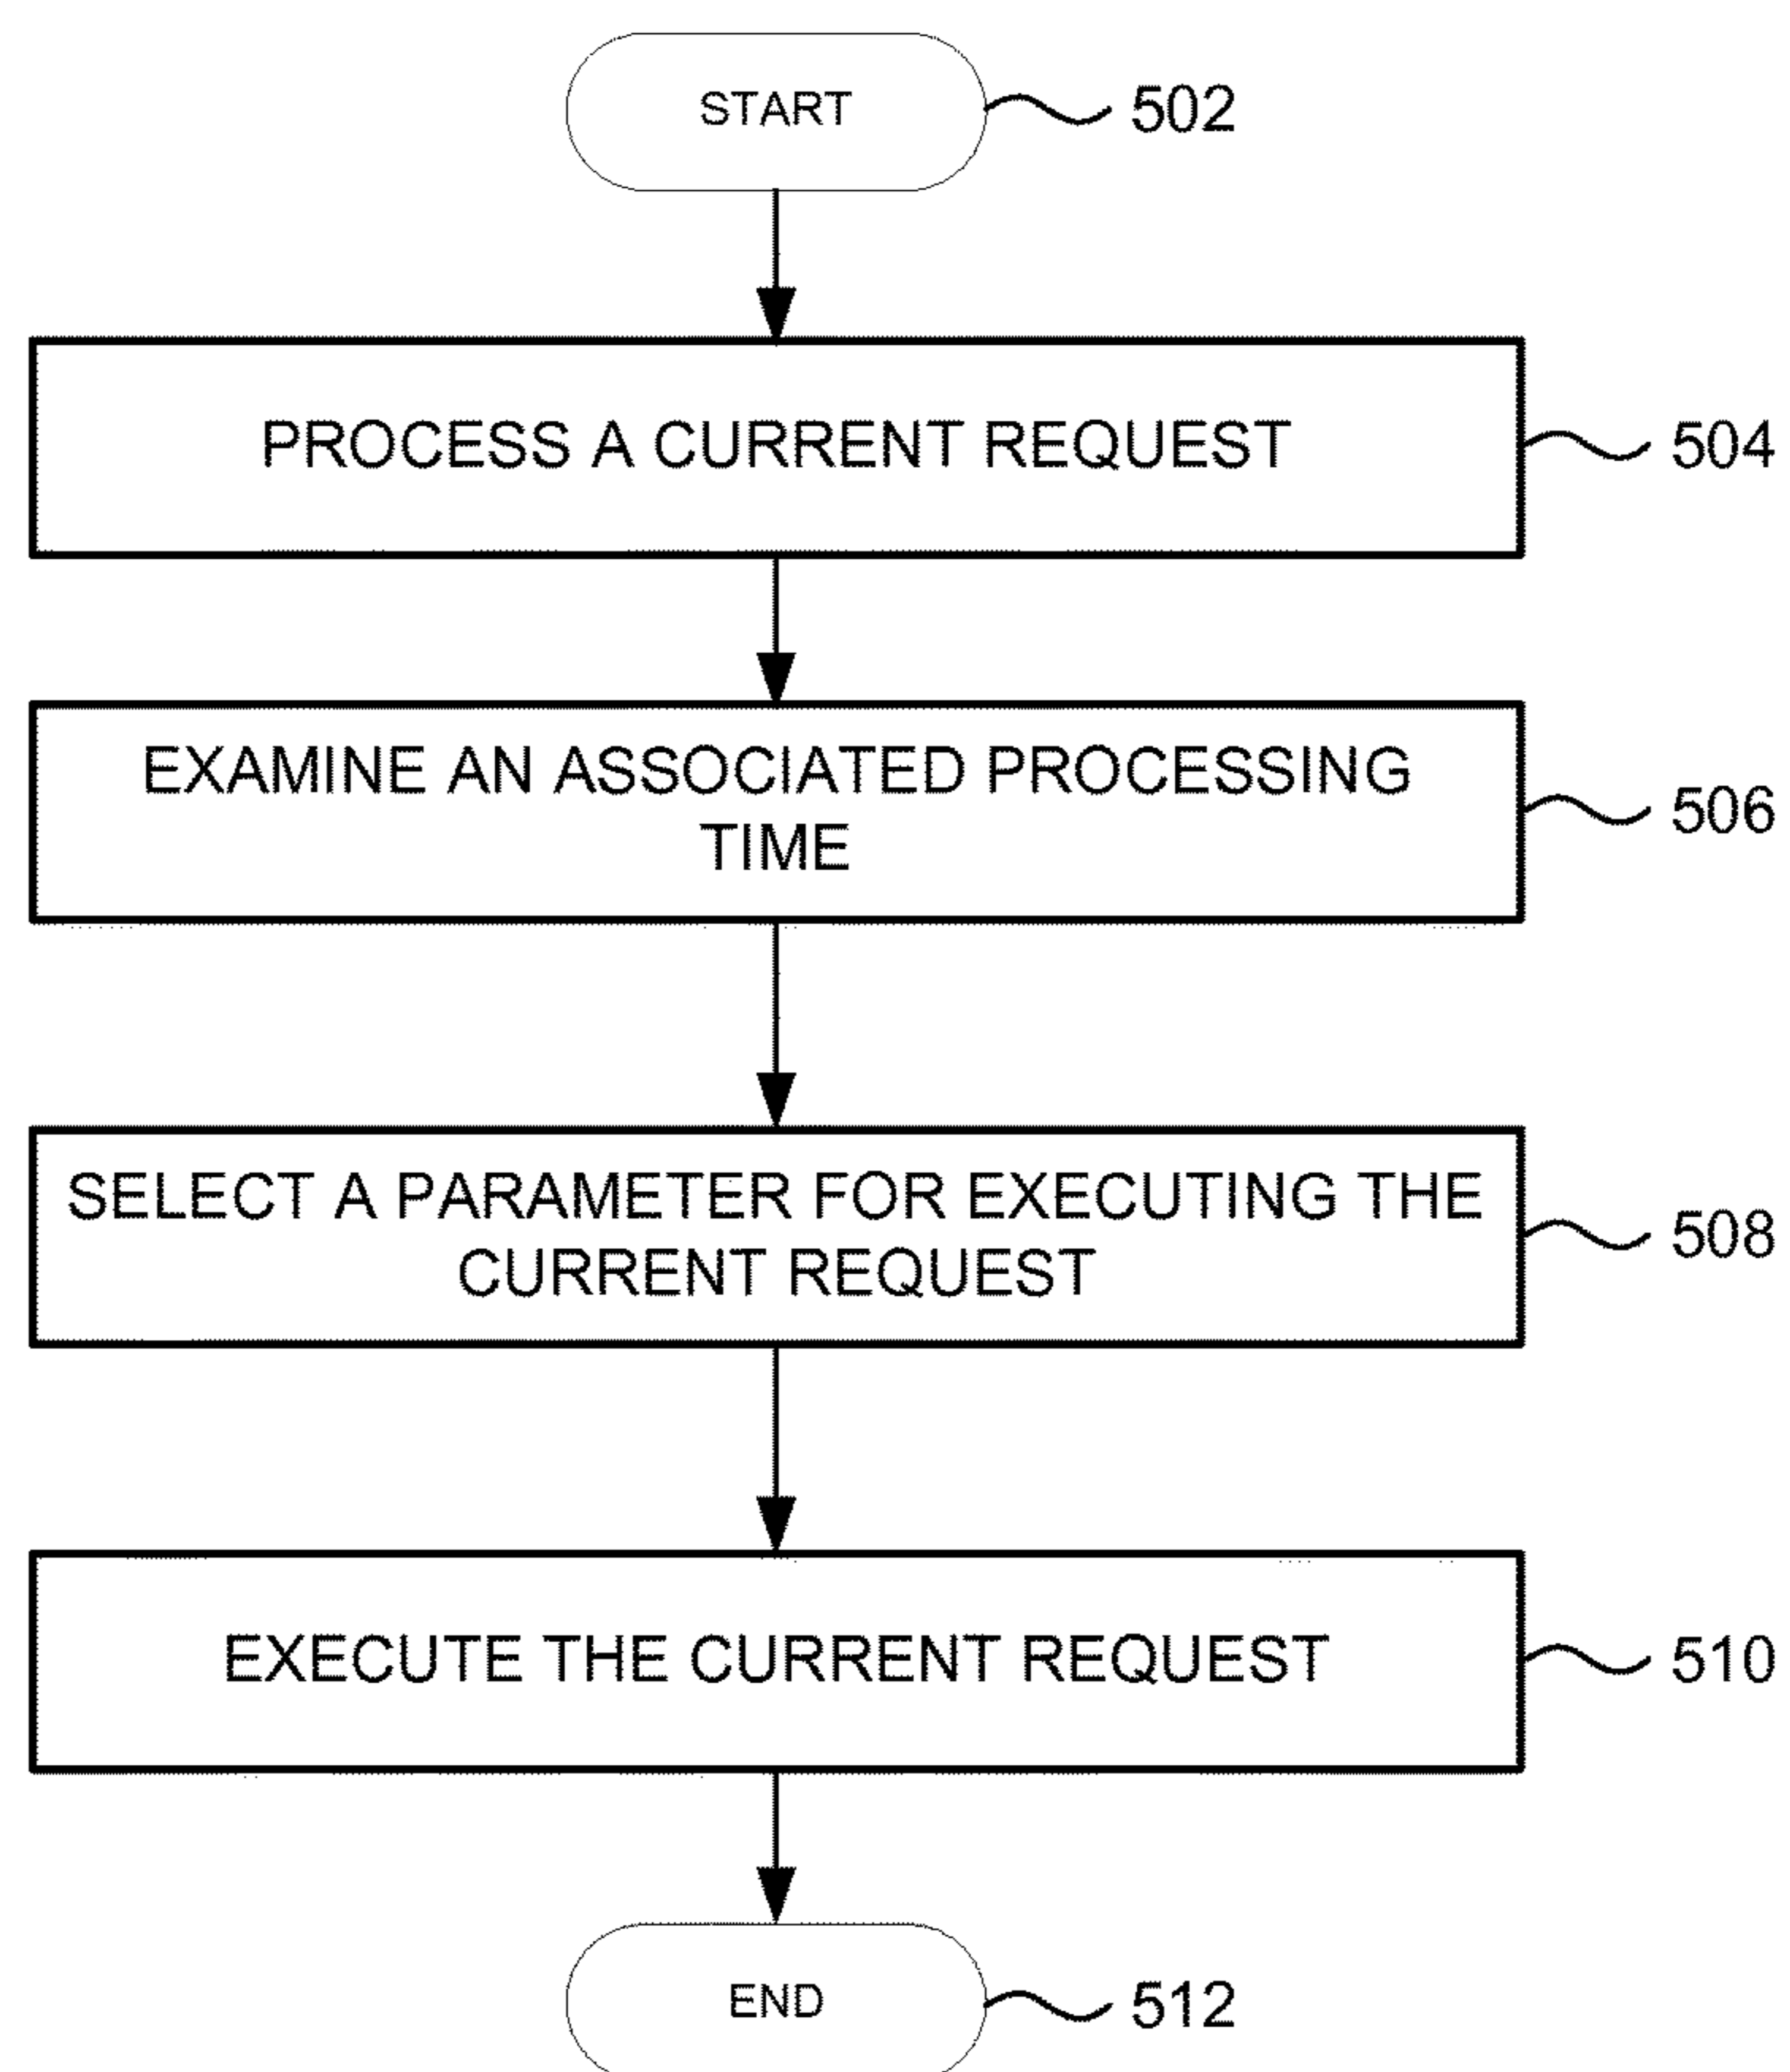 START
502
PROCESS A CURRENT REQUEST
504
EXAMINE AN ASSOCIATED PROCESSING
TIME
506
SELECT A PARAMETER FOR EXECUTING THE
CURRENT REQUEST
508
EXECUTE THE CURRENT REQUEST
510
END
512